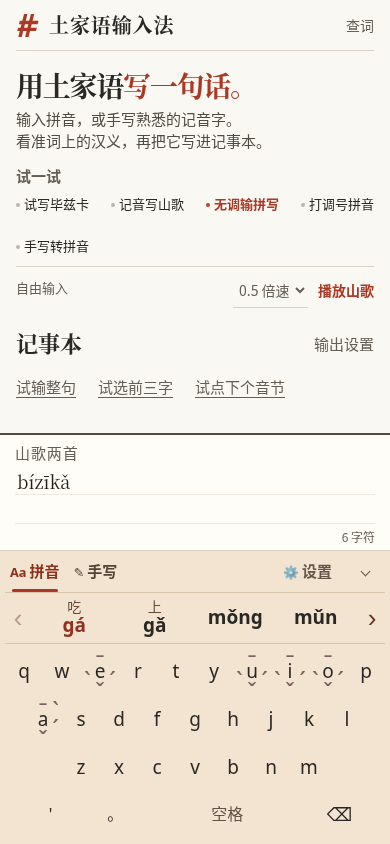 # 土家语输入法 查词
用土家语写一句话。
输入拼音，或手写熟悉的记音字。
看准词上的汉义，再把它写进记事本。
试一试
•试写毕兹卡 •记音写山歌 •无调输拼写 •打调号拼音
•手写转拼音
自由输入 0.5 倍速 播放山歌
记事本 输出设置
试输整句 试选前三字 试点下个音节
山歌两首
bízīkǎ
6 字符
Aa 拼音 ✎ 手写 ⚙️ 设置
‹ 吃 上 ›
gá gǎ mǒng mǔn
q w e r t y u i o p
a s d f g h j k l
z x c v b n m
' 。 空格 ⌫